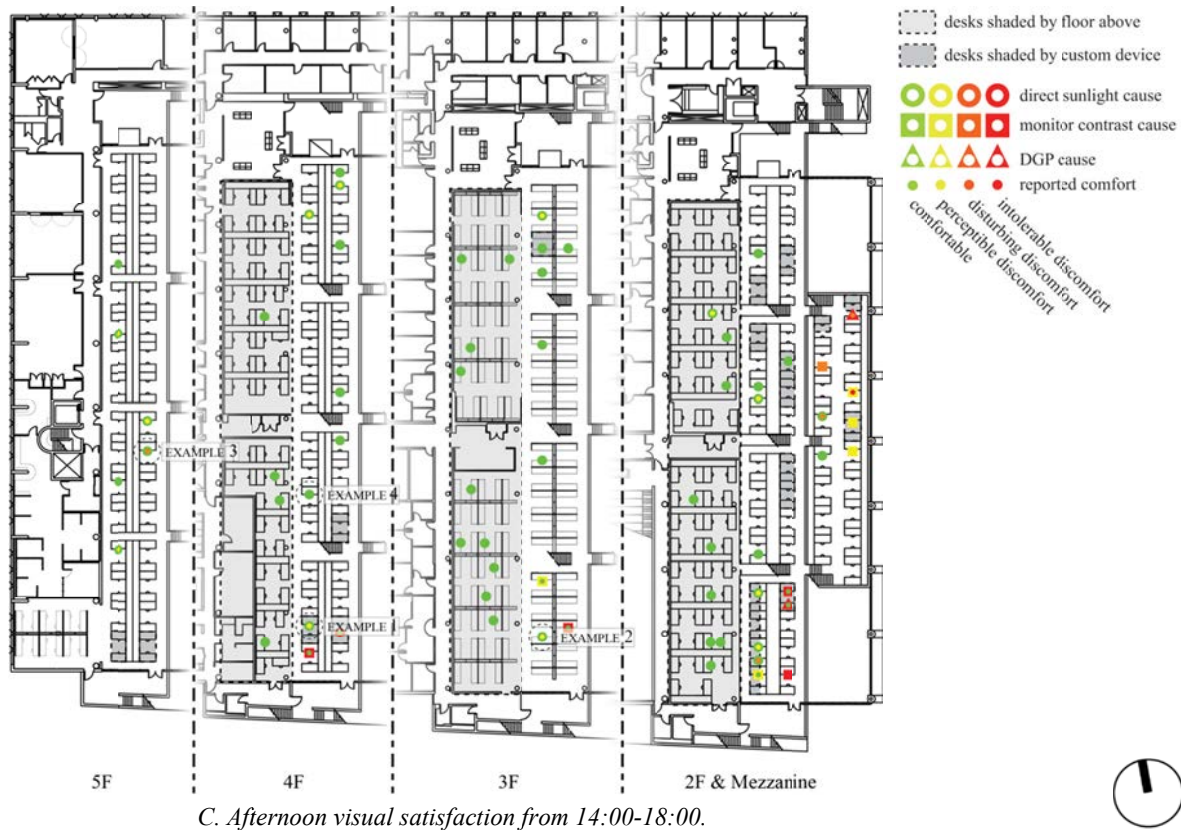 desks shaded by floor above
desks shaded by custom device
direct sunlight cause
monitor contrast cause
DGP cause
reported comfort
comfortable
perceptible discomfort
disturbing discomfort
intolerable discomfort
EXAMPLE 3
EXAMPLE 4
EXAMPLE 1
EXAMPLE 2
5F
4F
3F
2F & Mezzanine
C. Afternoon visual satisfaction from 14:00-18:00.